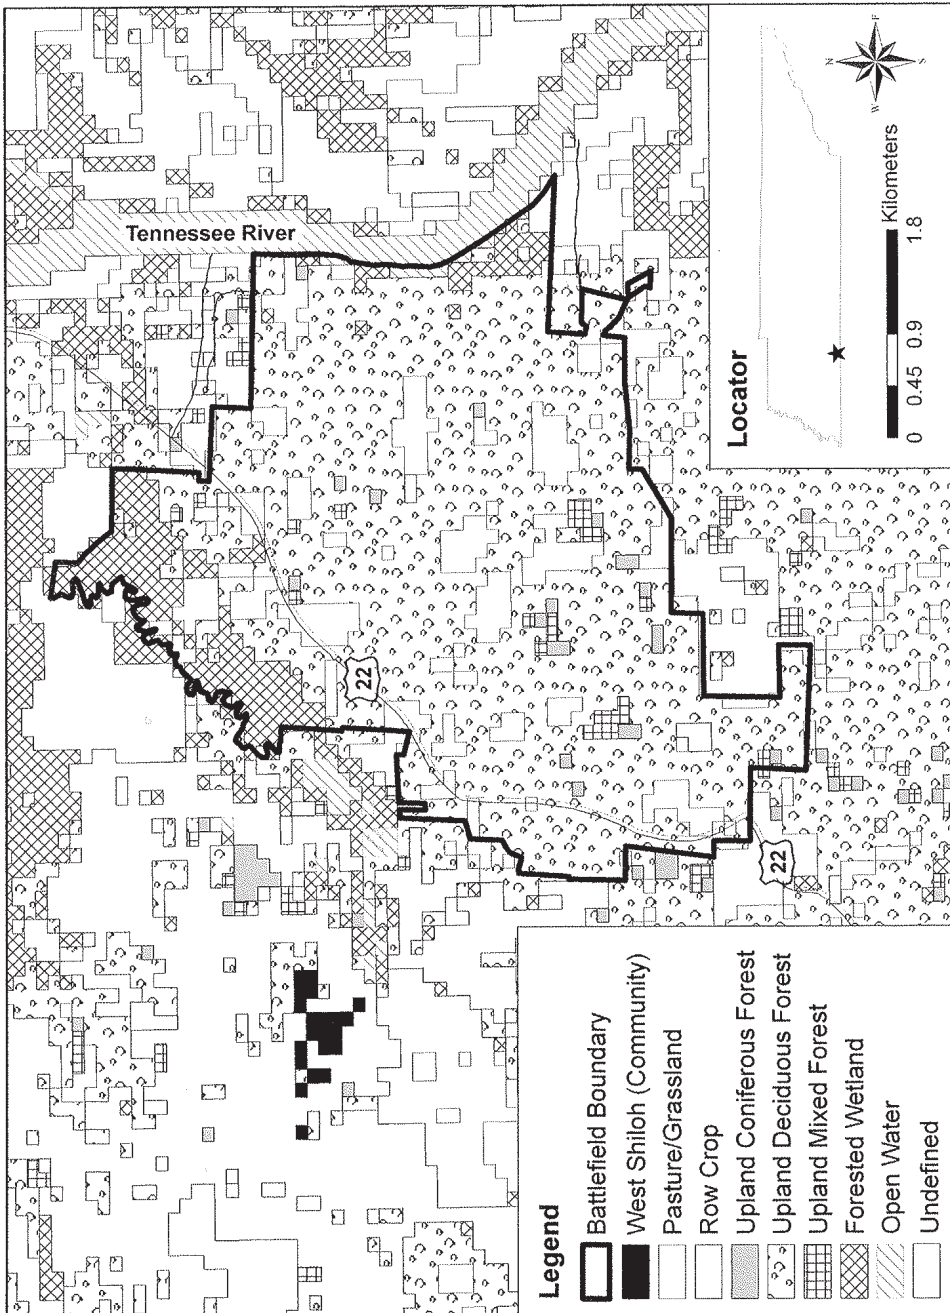 Tennessee River
22
22
Legend
Battlefield Boundary
West Shiloh (Community)
Pasture/Grassland
Row Crop
Upland Coniferous Forest
Upland Deciduous Forest
Upland Mixed Forest
Forested Wetland
Open Water
Undefined
Locator
N
E
S
W
0 0.45 0.9 1.8
Kilometers